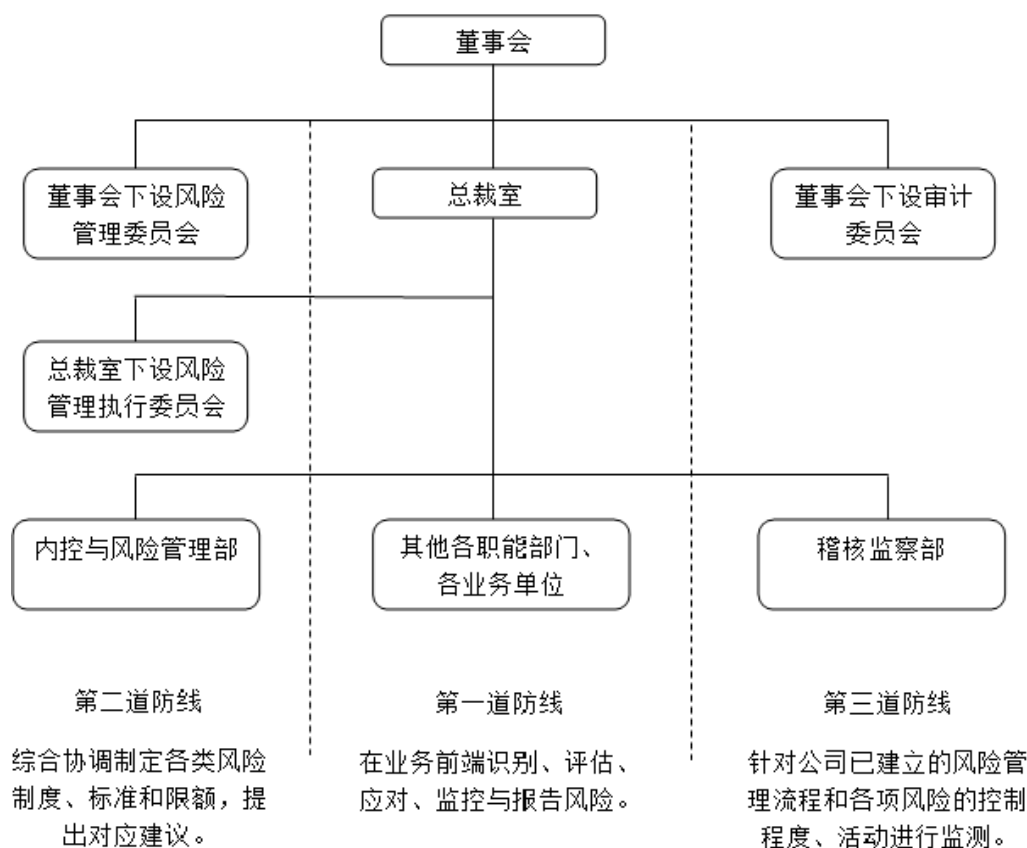 董事会
董事会下设风险
管理委员会
总裁室
董事会下设审计
委员会
总裁室下设风险
管理执行委员会
内控与风险管理部
其他各职能部门、
各业务单位
稽核监察部
第二道防线
第一道防线
第三道防线
综合协调制定各类风险
制度、标准和限额，提
出对应建议。
在业务前端识别、评估、
应对、监控与报告风险。
针对公司已建立的风险管
理流程和各项风险的控制
程度、活动进行监测。